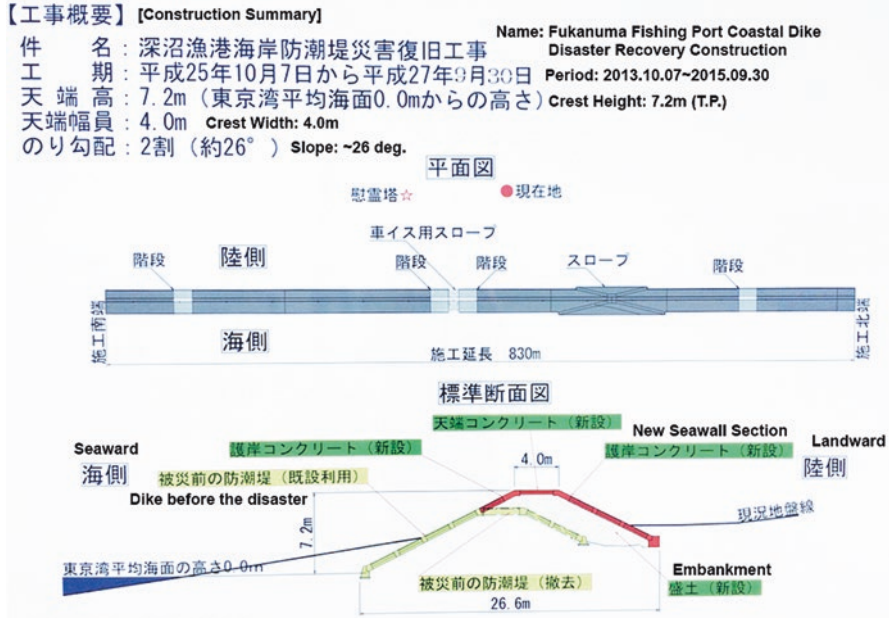 【工事概要】 [Construction Summary]
件　　名：深沼漁港海岸防潮堤災害復旧工事 Name: Fukanuma Fishing Port Coastal Dike
Disaster Recovery Construction
工　　期：平成25年10月7日から平成27年9月30日 Period: 2013.10.07~2015.09.30
天 端 高：7.2m（東京湾平均海面0.0mからの高さ） Crest Height: 7.2m (T.P.)
天端幅員：4.0m Crest Width: 4.0m
のり勾配：2割（約26°） Slope: ~26 deg.
平面図
慰霊塔☆ 現在地
車イス用スロープ
階段 陸側 階段 階段 スロープ 階段
施工南端 海側 施工北端
施工延長 830m
標準断面図
天端コンクリート（新設）
Seaward 護岸コンクリート（新設） New Seawall Section Landward
海側 4.0m 護岸コンクリート（新設） 陸側
被災前の防潮堤（既設利用）
Dike before the disaster
7.2m 現況地盤線
東京湾平均海面の高さ0.0m
Embankment
被災前の防潮堤（撤去） 盛土（新設）
26.6m